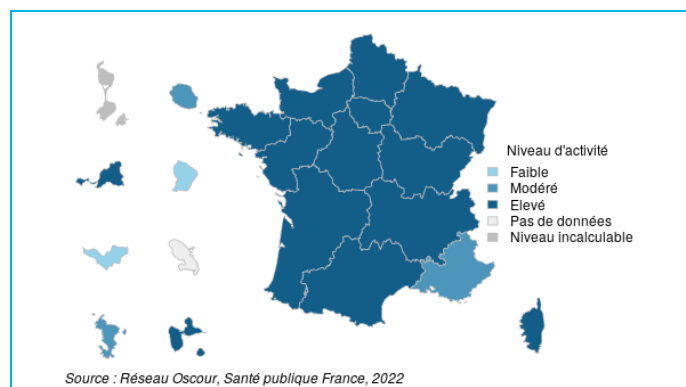 Niveau d'activité
Faible
Modéré
Elevé
Pas de données
Niveau incalculable
Source : Réseau Oscour, Santé publique France, 2022